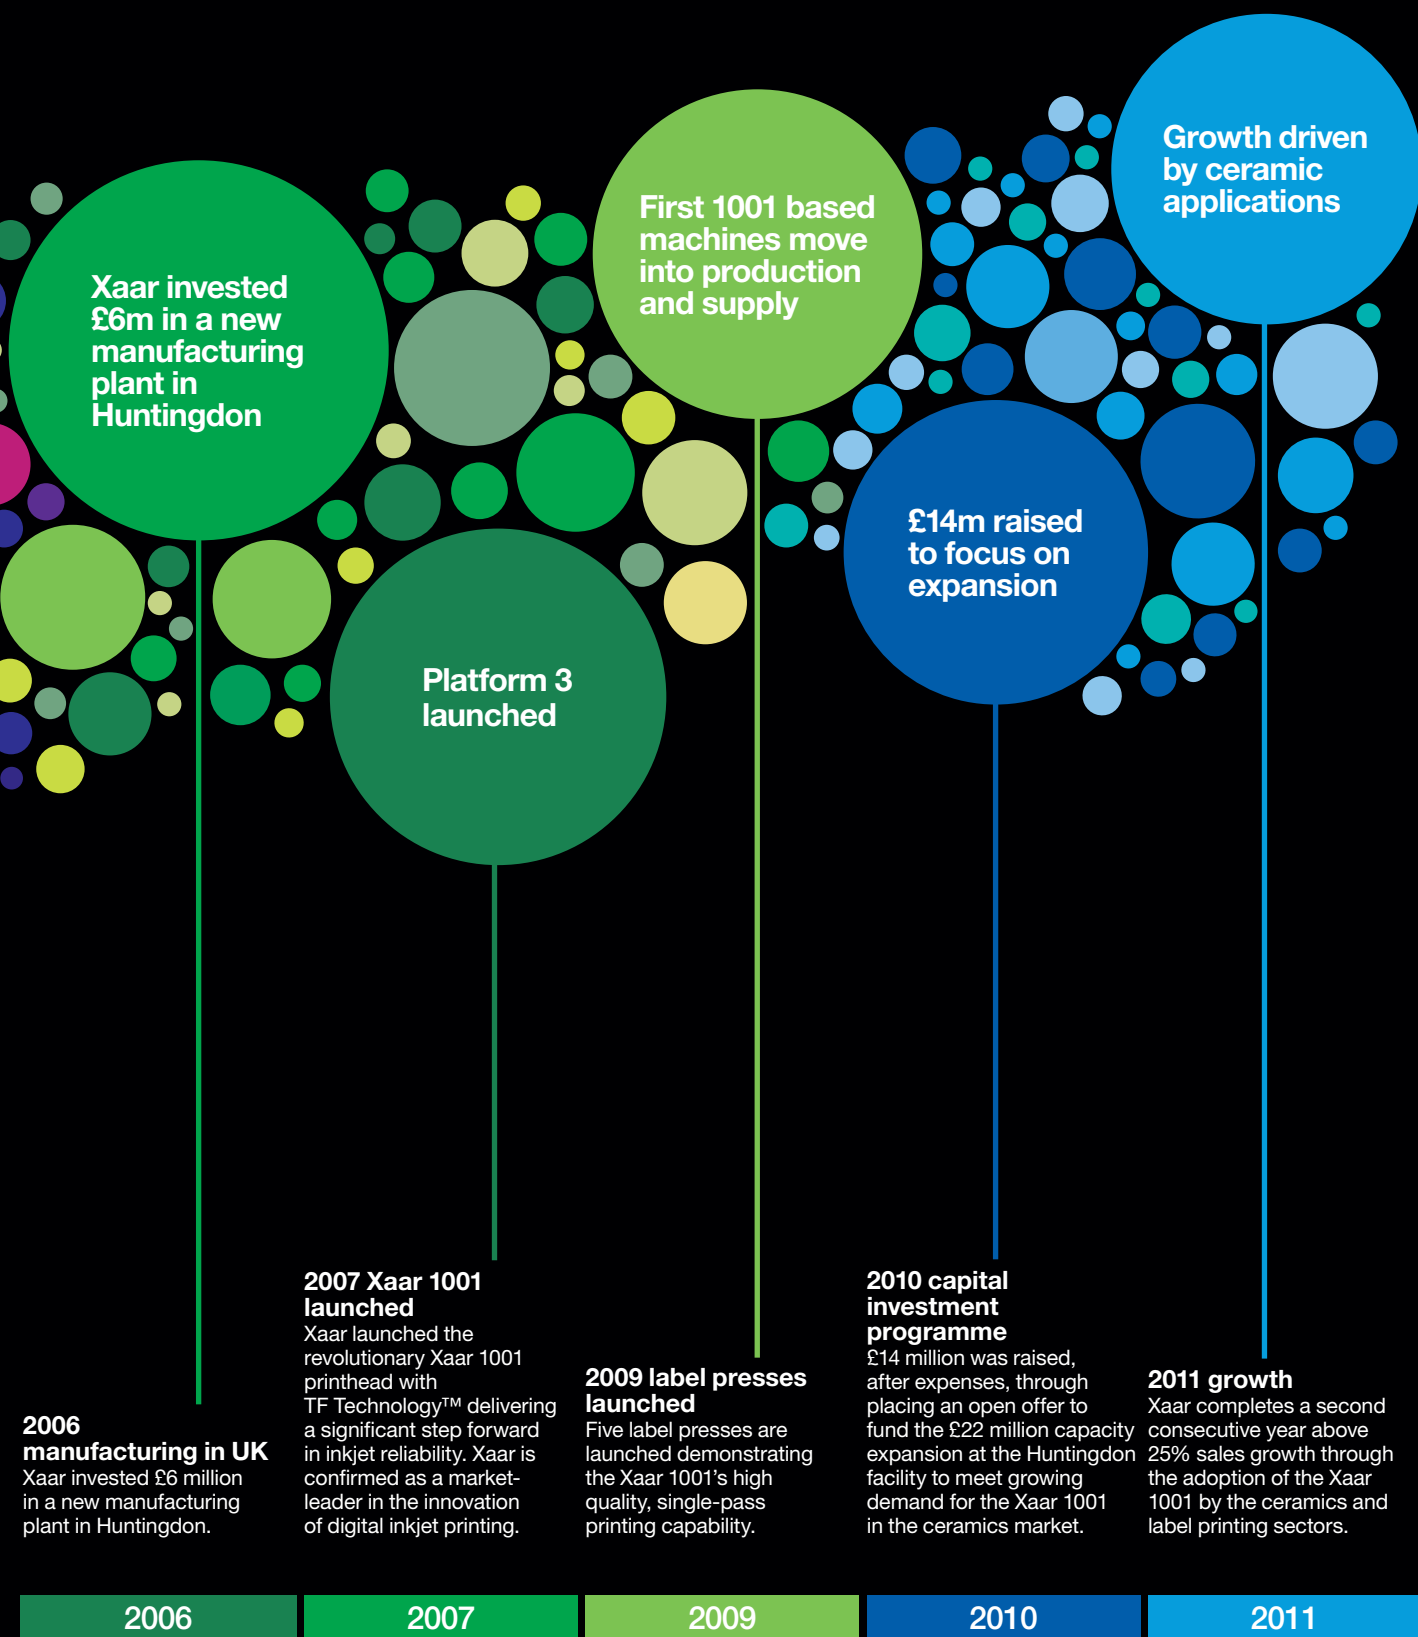 Growth driven
by ceramic
applications
First 1001 based
machines move
into production
and supply
Xaar invested
£6m in a new
manufacturing
plant in
Huntingdon
£14m raised
to focus on
expansion
Platform 3
launched
2006
manufacturing in UK
Xaar invested £6 million
in a new manufacturing
plant in Huntingdon.
2007 Xaar 1001
launched
Xaar launched the
revolutionary Xaar 1001
printhead with
TF Technology™ delivering
a significant step forward
in inkjet reliability. Xaar is
confirmed as a market-
leader in the innovation
of digital inkjet printing.
2009 label presses
launched
Five label presses are
launched demonstrating
the Xaar 1001's high
quality, single-pass
printing capability.
2010 capital
investment
programme
£14 million was raised,
after expenses, through
placing an open offer to
fund the £22 million capacity
expansion at the Huntingdon
facility to meet growing
demand for the Xaar 1001
in the ceramics market.
2011 growth
Xaar completes a second
consecutive year above
25% sales growth through
the adoption of the Xaar
1001 by the ceramics and
label printing sectors.
2006
2007
2009
2010
2011